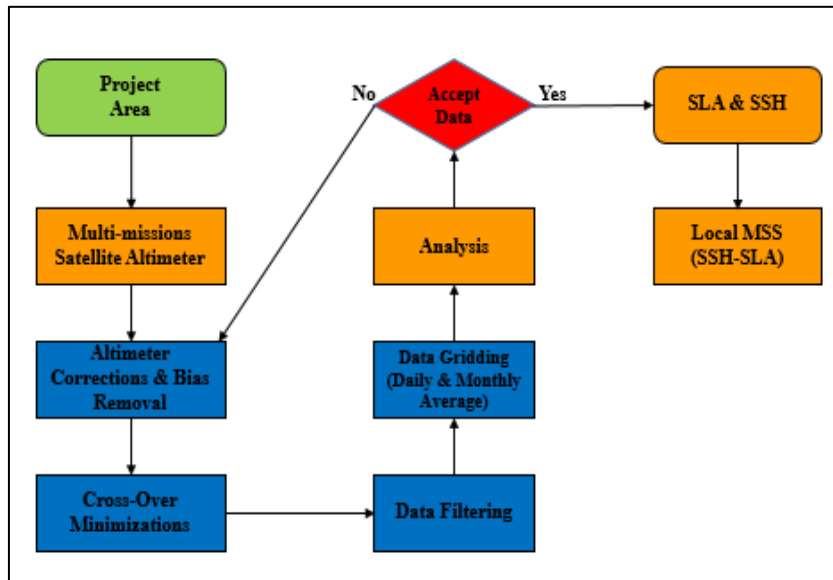 Project
Area
No
Accept
Data
Yes
SLA & SSH
Multi-missions
Satellite Altimeter
Analysis
Local MSS
(SSH-SLA)
Altimeter
Corrections & Bias
Removal
Data Gridding
(Daily & Monthly
Average)
Cross-Over
Minimizations
Data Filtering